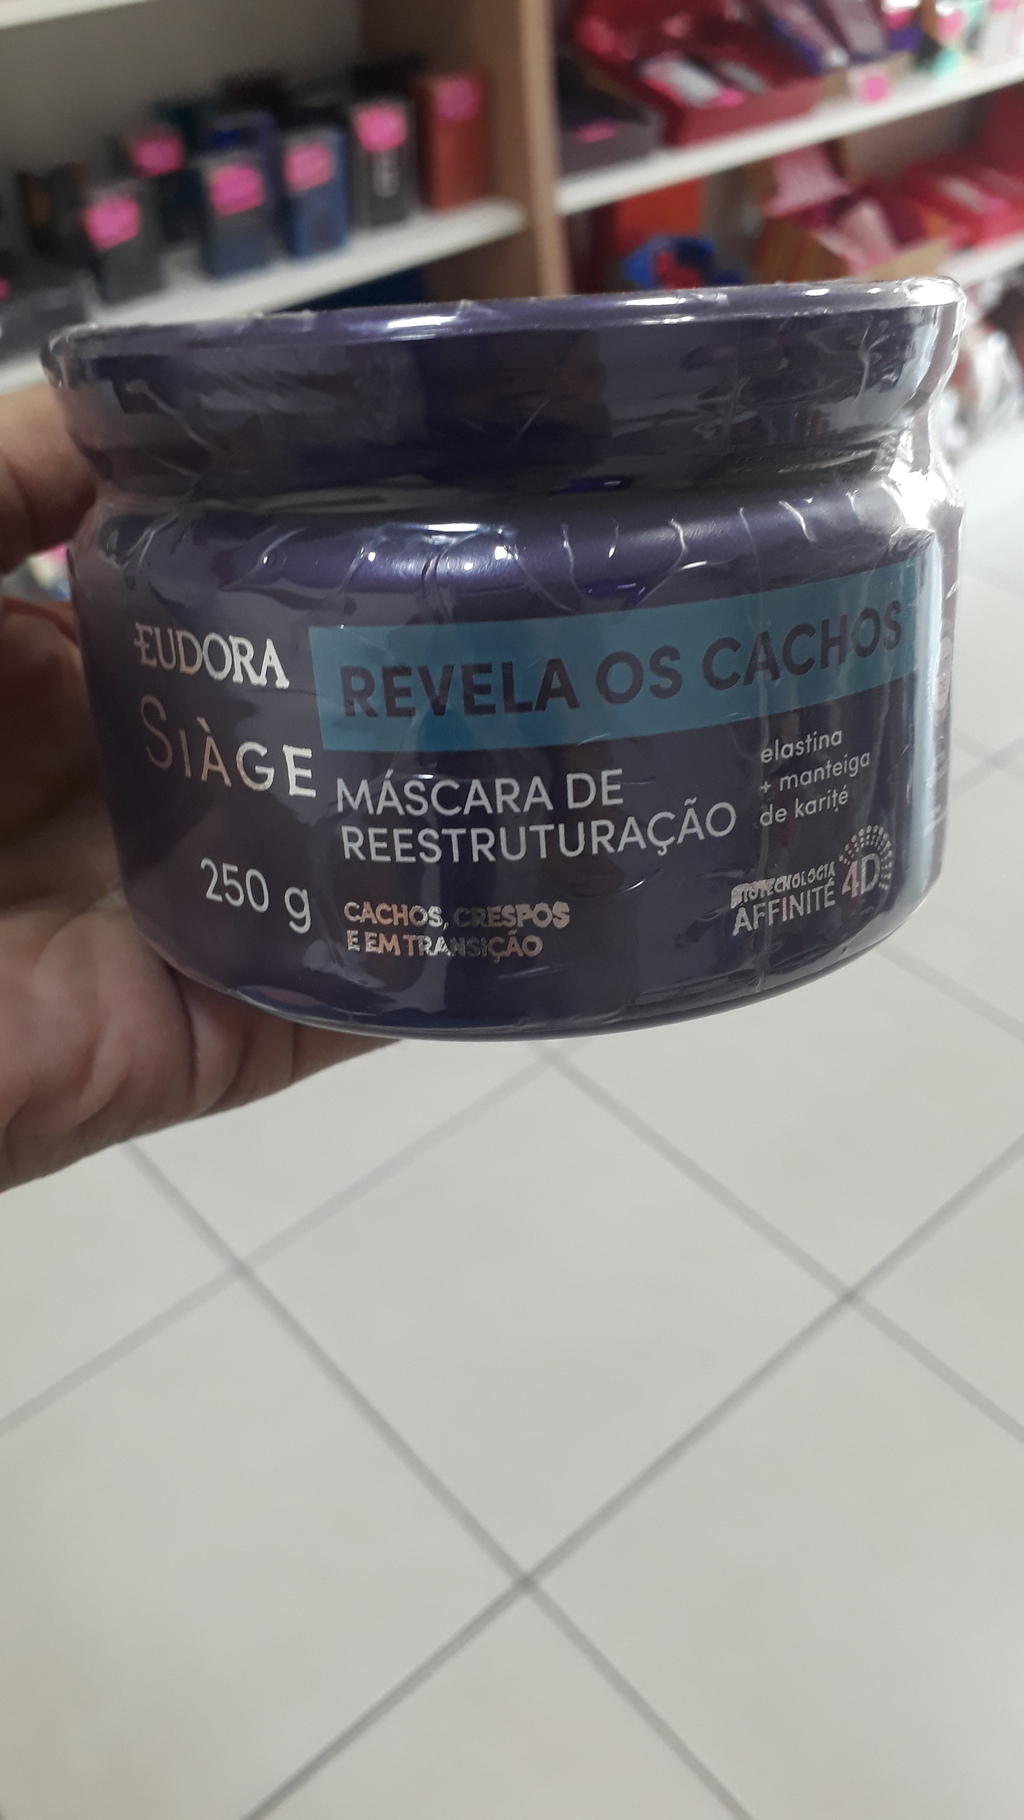 EUDORA
SIÀGE
250 g
REVELA OS CACHOS
MÁSCARA DE
REESTRUTURAÇÃO
CACHOS, CRESPOS
E EM TRANSIÇÃO
elastina
+ manteiga
de karité
BIOTECNOLOGIA
AFFINITÉ 4D